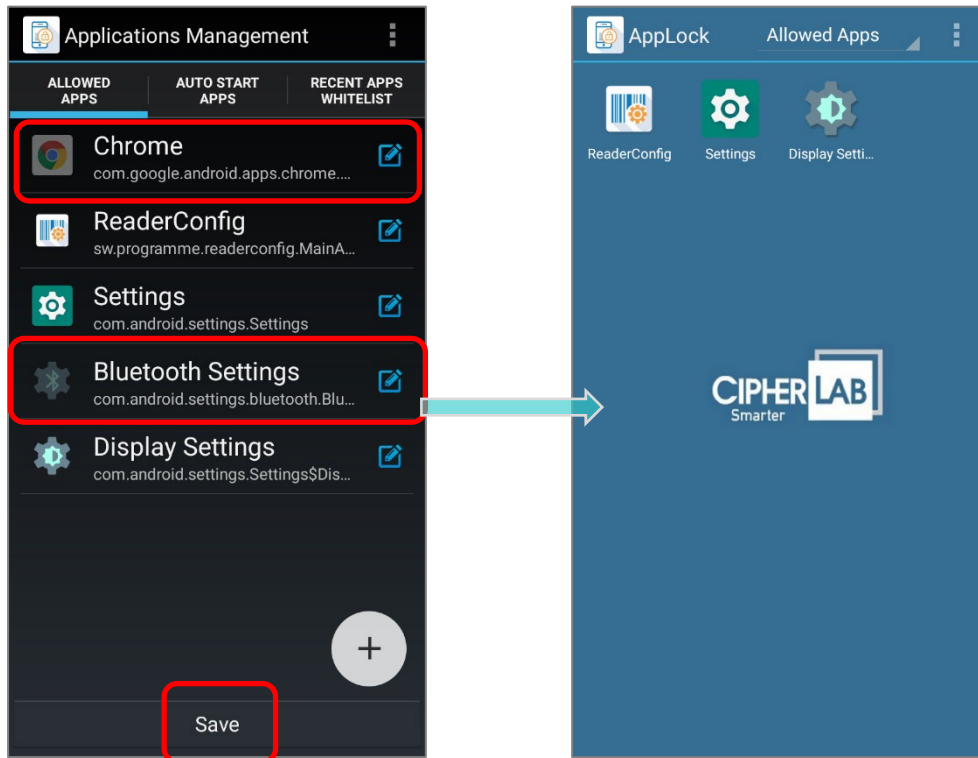 Applications Management
ALLOWED APPS
AUTO START APPS
RECENT APPS WHITELIST
Chrome
com.google.android.apps.chrome....
ReaderConfig
sw.programme.readerconfig.MainA...
Settings
com.android.settings.Settings
Bluetooth Settings
com.android.settings.bluetooth.Blu...
Display Settings
com.android.settings.Settings$Dis...
+
Save
AppLock
Allowed Apps
ReaderConfig
Settings
Display Setti...
CIPHERLAB
Smarter